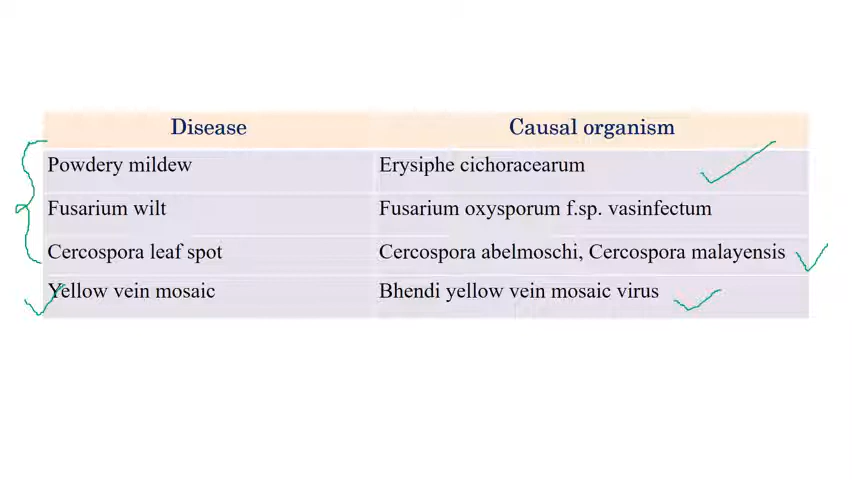 Disease Causal organism
Powdery mildew Erysiphe cichoracearum
Fusarium wilt Fusarium oxysporum f.sp. vasinfectum
Cercospora leaf spot Cercospora abelmoschi, Cercospora malayensis
Yellow vein mosaic Bhendi yellow vein mosaic virus